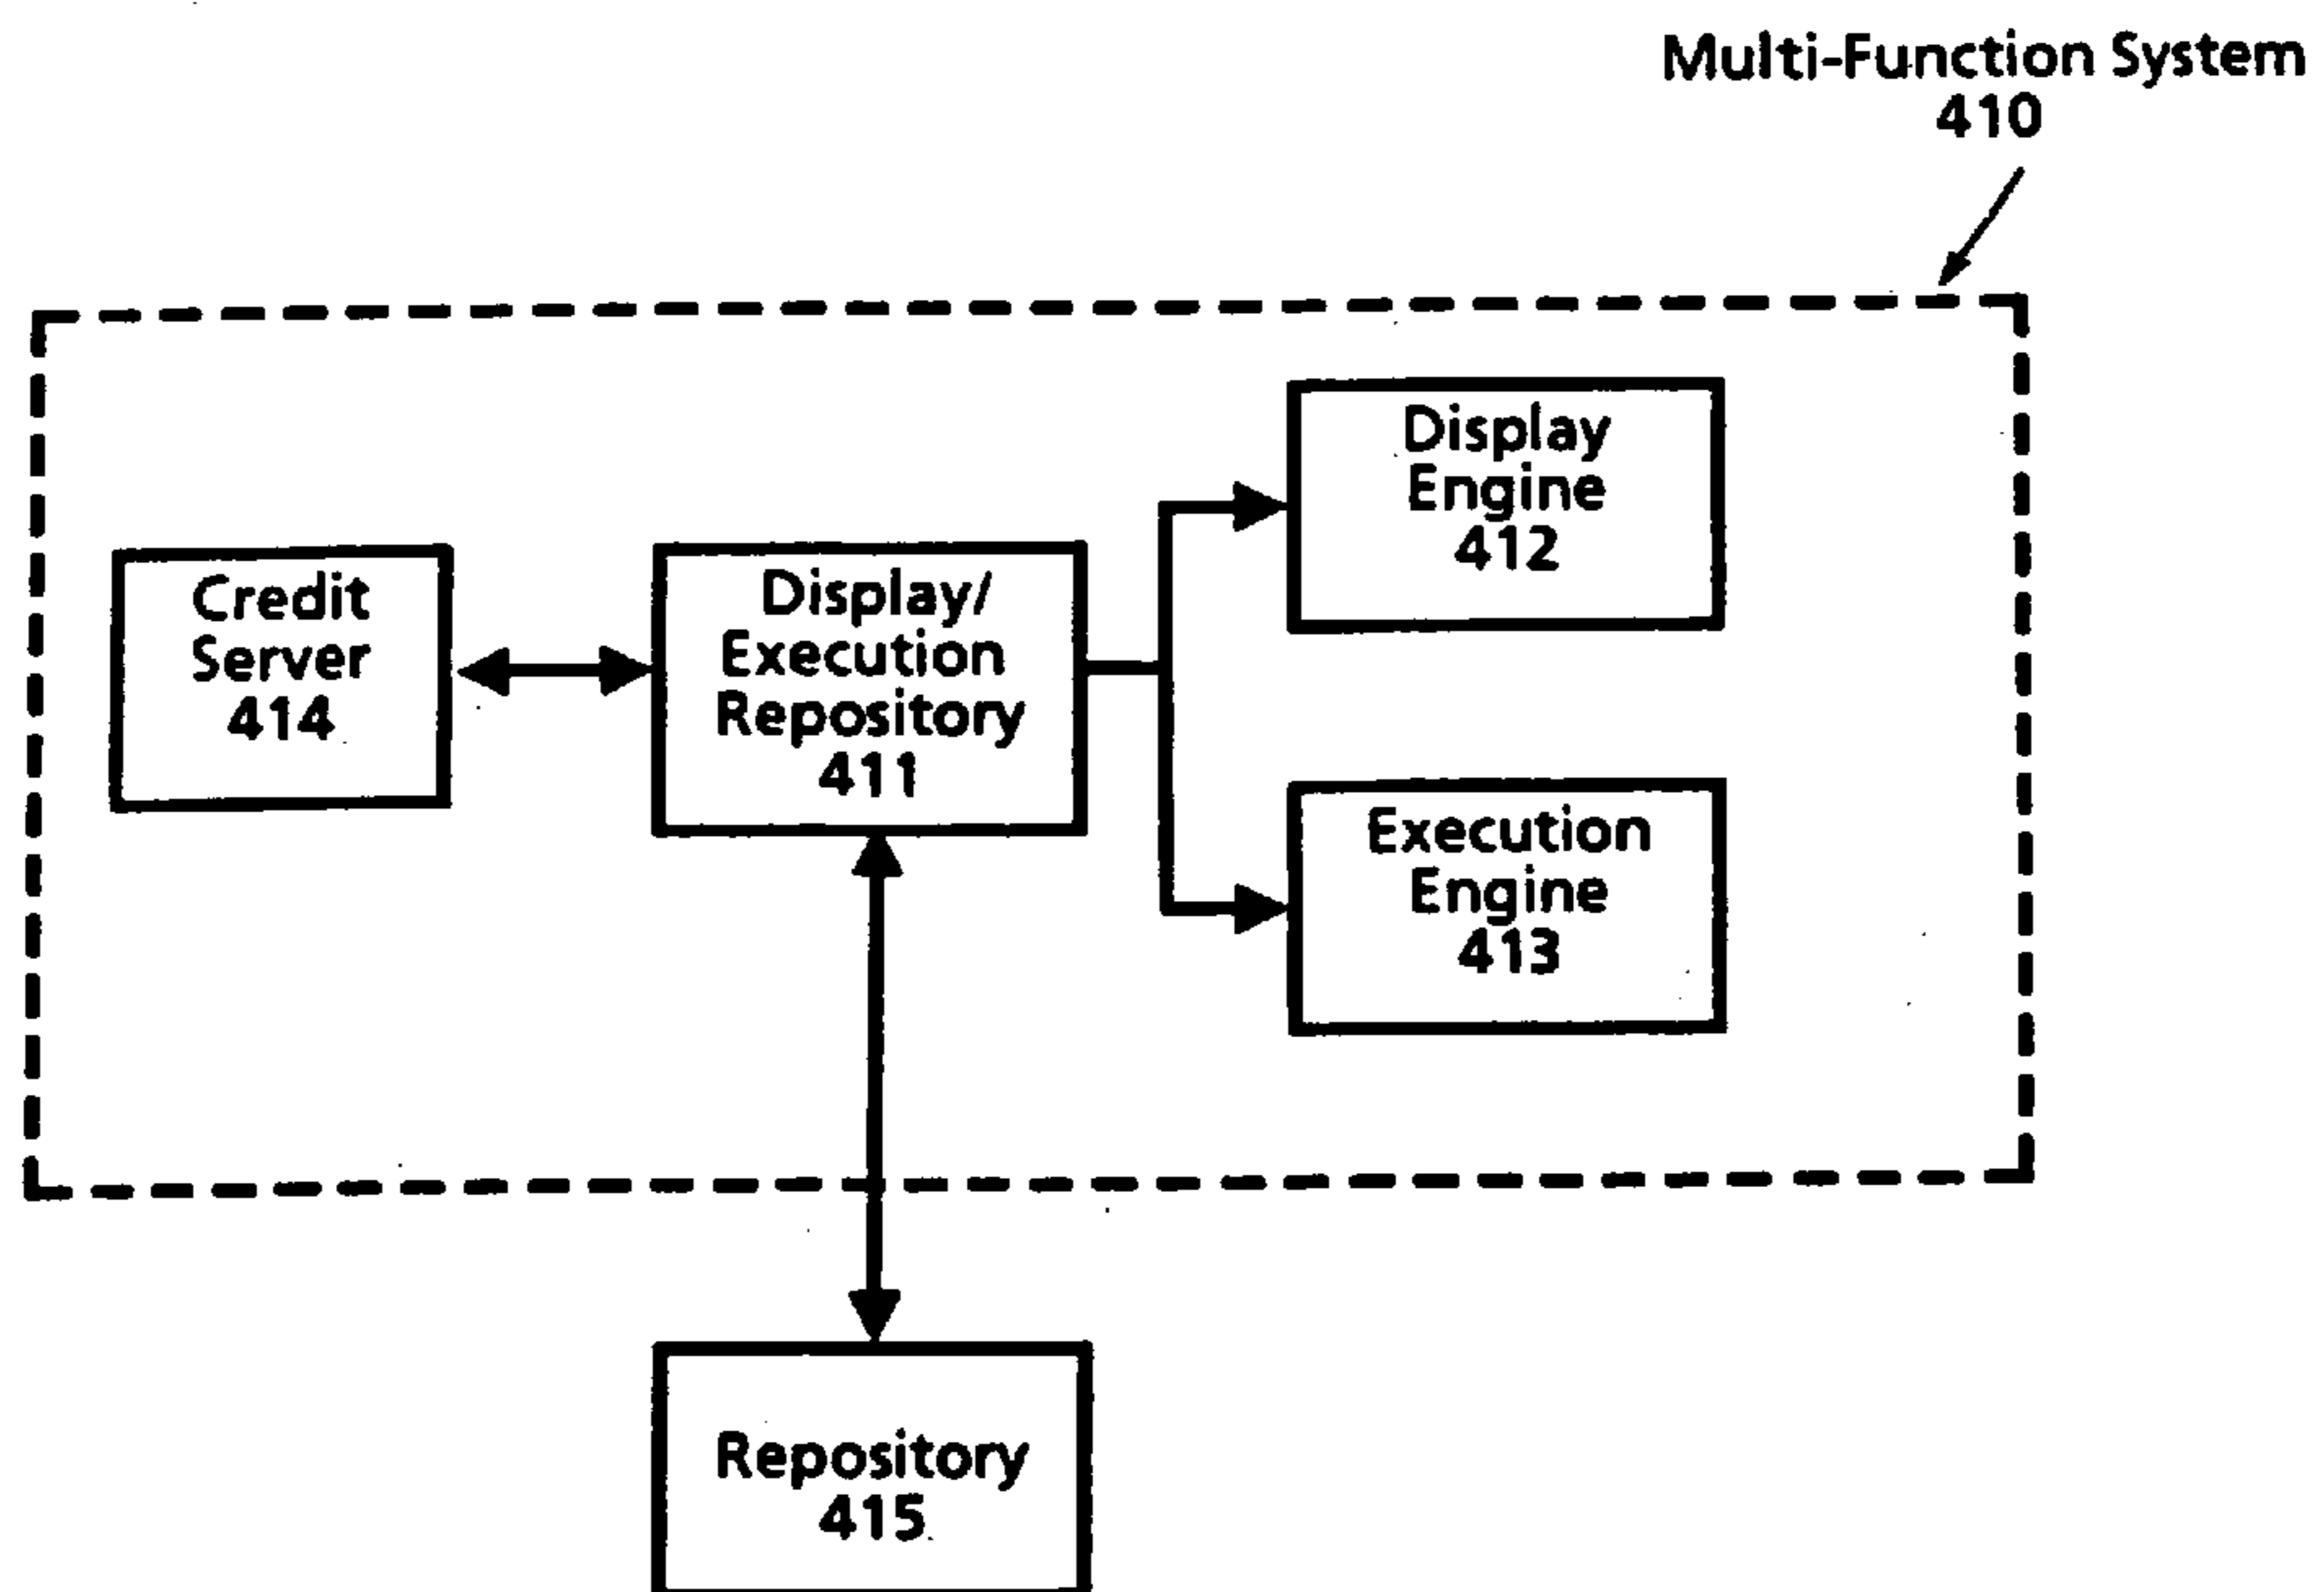 Multi-Function System
410
Display
Engine
412
Credit
Server
414
Display/
Execution
Repository
411
Execution
Engine
413
Repository
415